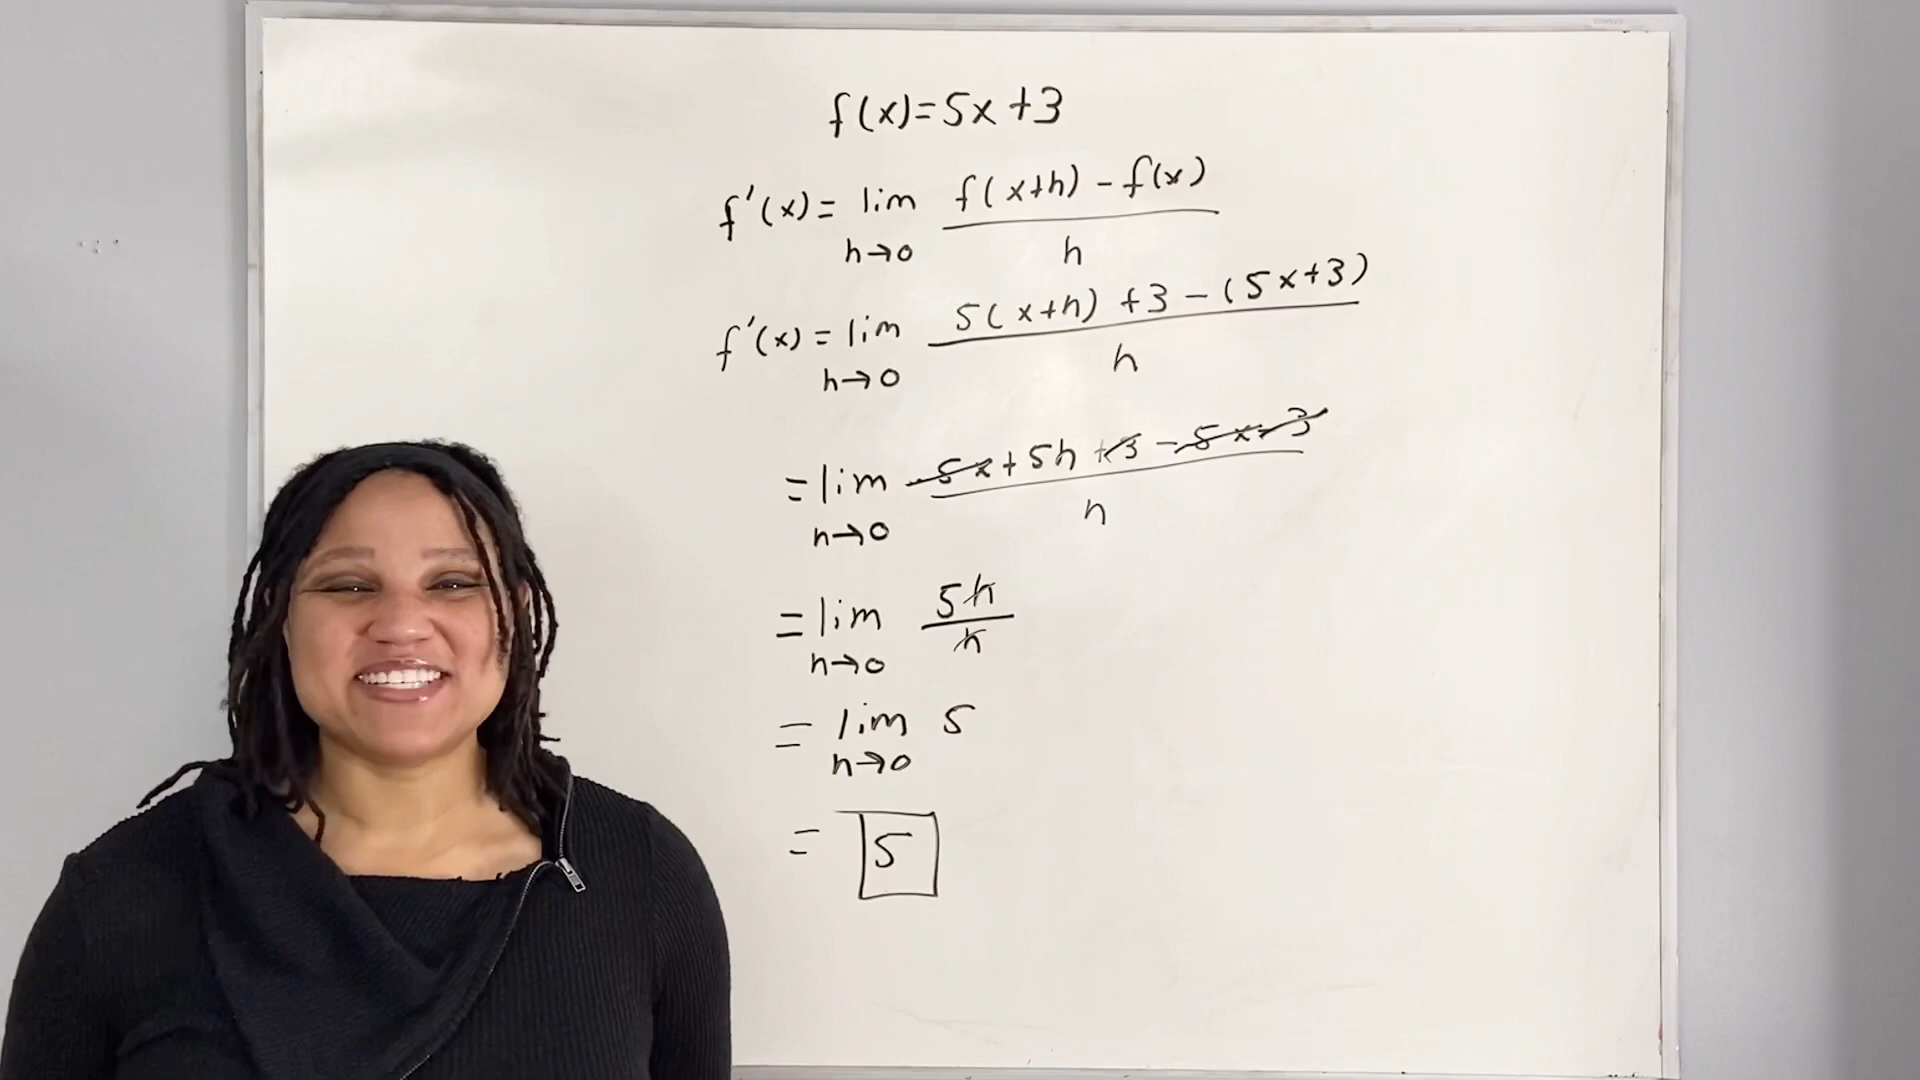 f(x)=5x+3
f'(x)= lim h→0 f(x+h)-f(x) / h
f'(x)= lim h→0 5(x+h)+3-(5x+3) / h
= lim h→0 5x+5h+3-5x-3 / h
= lim h→0 5h / h
= lim h→0 5
= 5